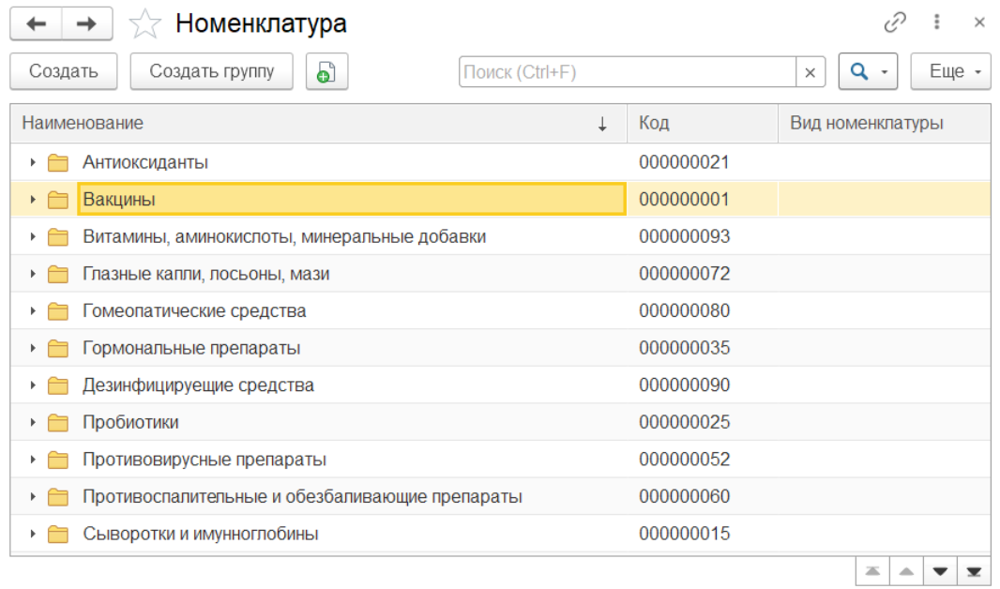 Номенклатура
Создать Создать группу Поиск (Ctrl+F) Еще
Наименование Код Вид номенклатуры
Антиоксиданты 000000021
Вакцины 000000001
Витамины, аминокислоты, минеральные добавки 000000093
Глазные капли, лосьоны, мази 000000072
Гомеопатические средства 000000080
Гормональные препараты 000000035
Дезинфицируещие средства 000000090
Пробиотики 000000025
Противовирусные препараты 000000052
Противоспалительные и обезбаливающие препараты 000000060
Сыворотки и имунноглобины 000000015